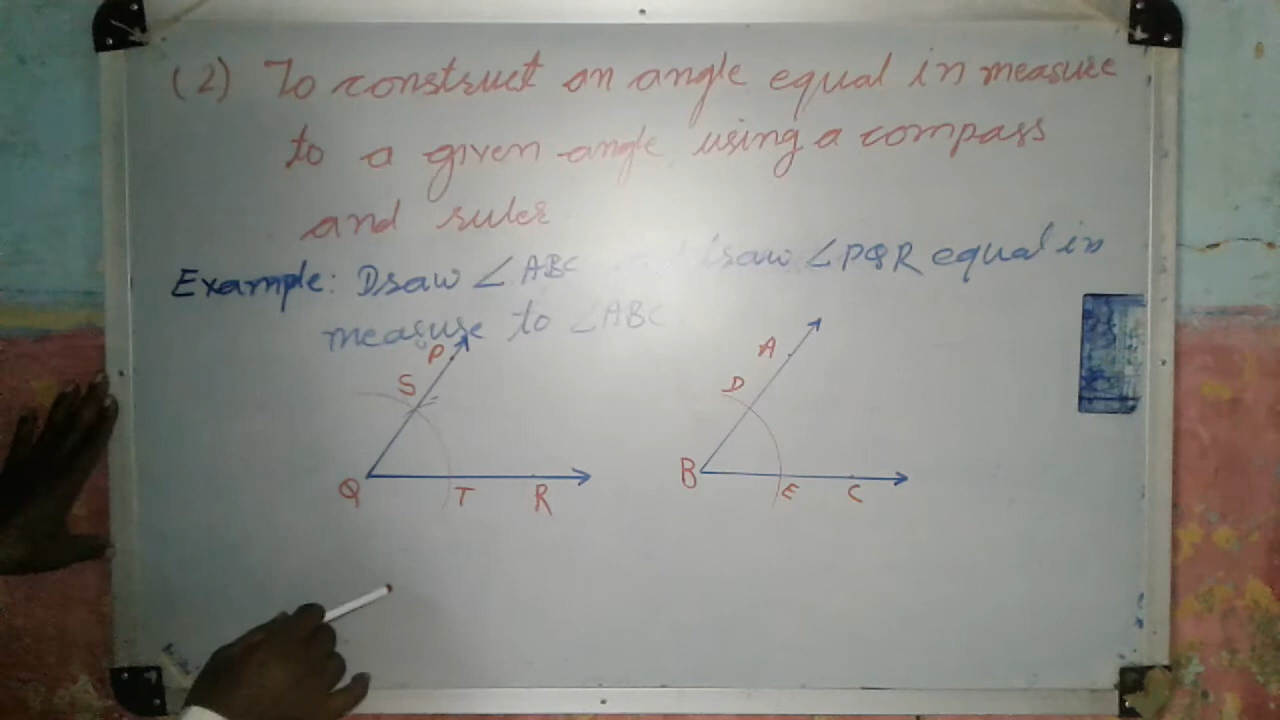 (2) To construct an angle equal in measure
to a given angle using a compass
and ruler
Example: Draw ∠ABC draw ∠PQR equal in
measure to ∠ABC
P
A
S
D
Q
T
R
B
E
C